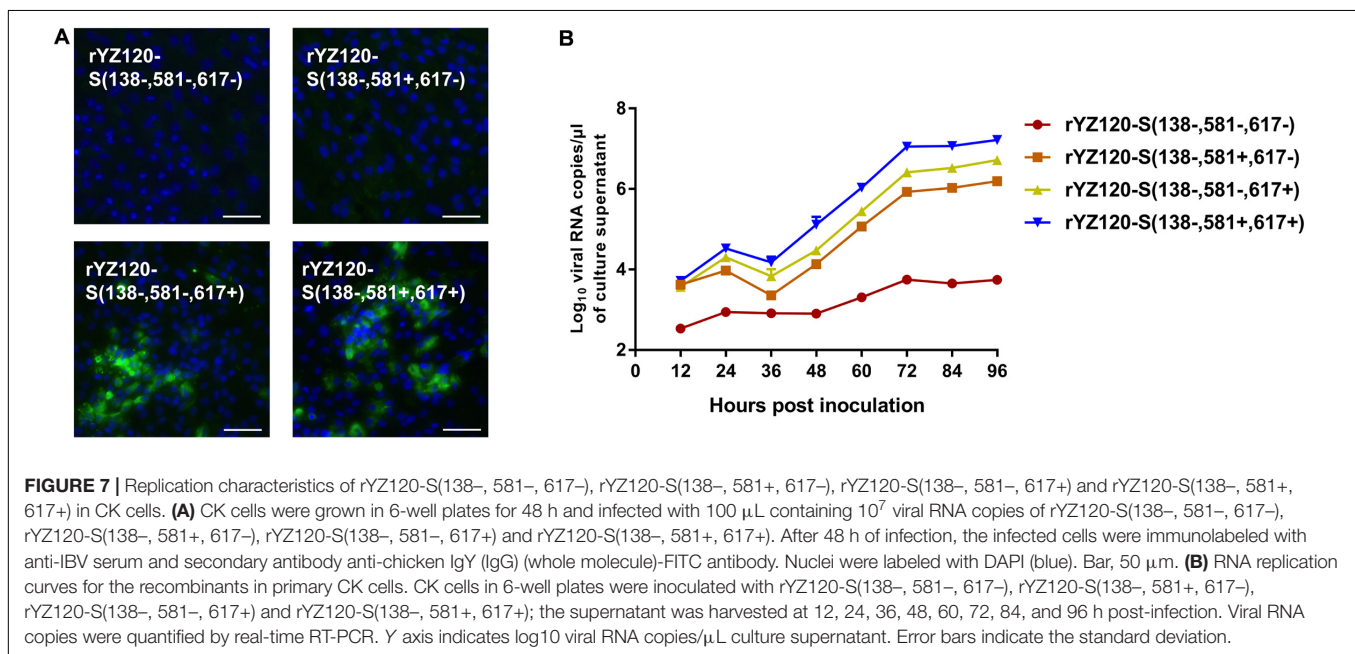 A
rYZ120-
S(138-,581-,617-)
rYZ120-
S(138-,581+,617-)
rYZ120-
S(138-,581-,617+)
rYZ120-
S(138-,581+,617+)
B
Log10 viral RNA copies/μl
of culture supernatant
8
6
4
2
0 12 24 36 48 60 72 84 96
Hours post inoculation
rYZ120-S(138-,581-,617-)
rYZ120-S(138-,581+,617-)
rYZ120-S(138-,581-,617+)
rYZ120-S(138-,581+,617+)
FIGURE 7 | Replication characteristics of rYZ120-S(138–, 581–, 617–), rYZ120-S(138–, 581+, 617–), rYZ120-S(138–, 581–, 617+) and rYZ120-S(138–, 581+,
617+) in CK cells. (A) CK cells were grown in 6-well plates for 48 h and infected with 100 μL containing 10⁷ viral RNA copies of rYZ120-S(138–, 581–, 617–),
rYZ120-S(138–, 581+, 617–), rYZ120-S(138–, 581–, 617+) and rYZ120-S(138–, 581+, 617+). After 48 h of infection, the infected cells were immunolabeled with
anti-IBV serum and secondary antibody anti-chicken IgY (IgG) (whole molecule)-FITC antibody. Nuclei were labeled with DAPI (blue). Bar, 50 μm. (B) RNA replication
curves for the recombinants in primary CK cells. CK cells in 6-well plates were inoculated with rYZ120-S(138–, 581–, 617–), rYZ120-S(138–, 581+, 617–),
rYZ120-S(138–, 581–, 617+) and rYZ120-S(138–, 581+, 617+); the supernatant was harvested at 12, 24, 36, 48, 60, 72, 84, and 96 h post-infection. Viral RNA
copies were quantified by real-time RT-PCR. Y axis indicates log10 viral RNA copies/μL culture supernatant. Error bars indicate the standard deviation.